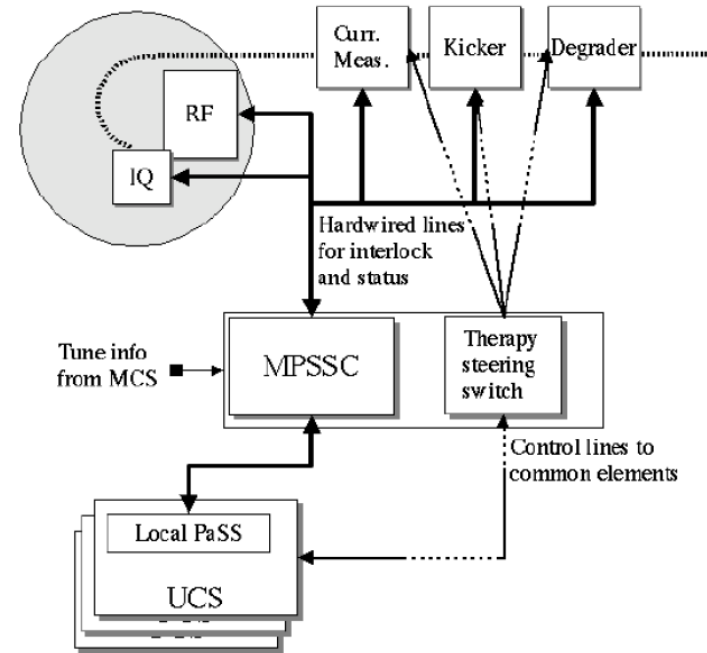 Curr.
Meas.
Kicker
Degrader
RF
IQ
Hardwired lines
for interlock
and status
Tune info
from MCS
MPSSC
Therapy
steering
switch
Control lines to
common elements
Local PaSS
UCS